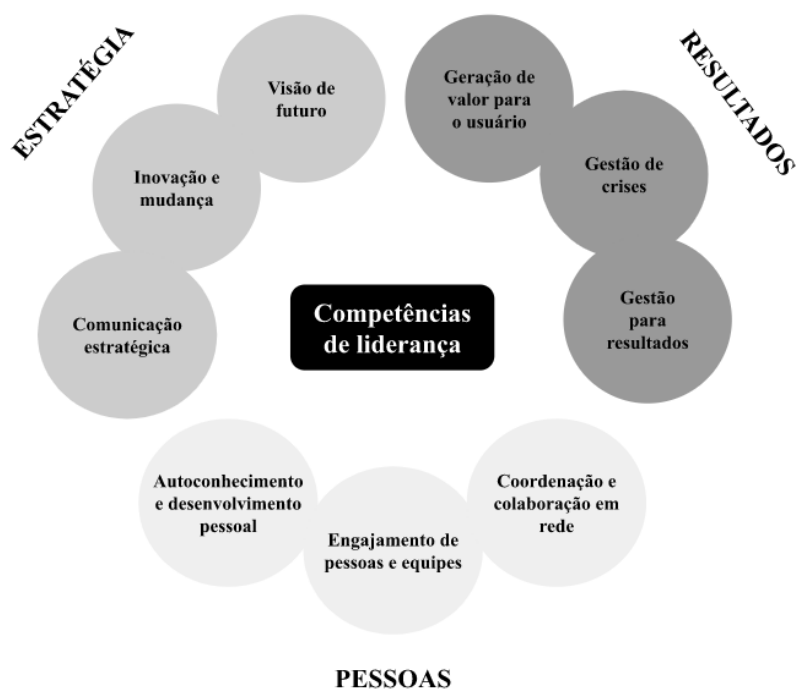 ESTRATÉGIA
Visão de
futuro
Inovação e
mudança
Comunicação
estratégica
RESULTADOS
Geração de
valor para
o usuário
Gestão de
crises
Gestão
para
resultados
Competências
de liderança
Autoconhecimento
e desenvolvimento
pessoal
Engajamento de
pessoas e equipes
Coordenação e
colaboração em
rede
PESSOAS